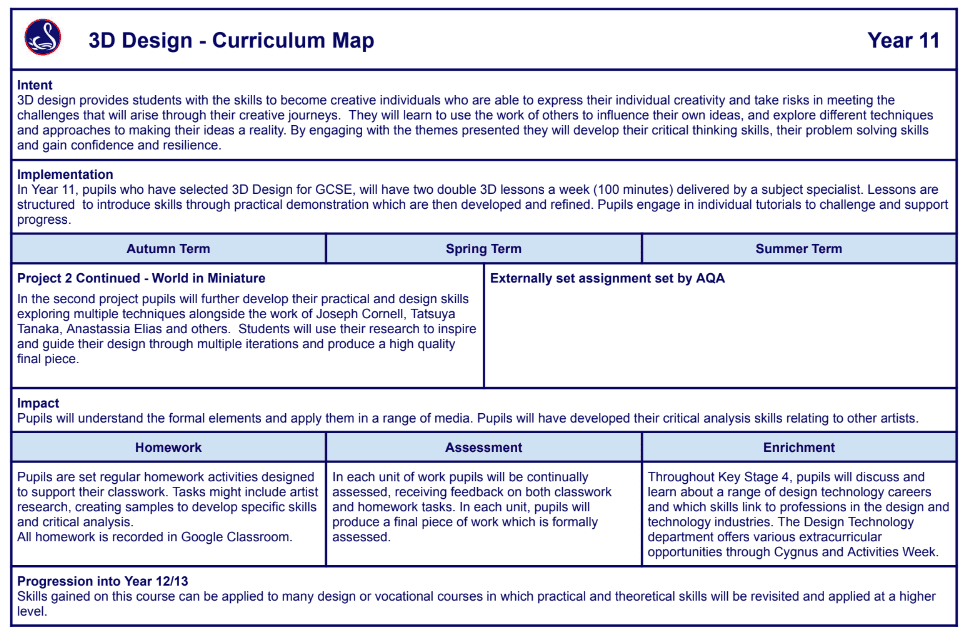 3D Design - Curriculum Map
Year 11
Intent
3D design provides students with the skills to become creative individuals who are able to express their individual creativity and take risks in meeting the
challenges that will arise through their creative journeys.  They will learn to use the work of others to influence their own ideas, and explore different techniques
and approaches to making their ideas a reality. By engaging with the themes presented they will develop their critical thinking skills, their problem solving skills
and gain confidence and resilience.
Implementation
In Year 11, pupils who have selected 3D Design for GCSE, will have two double 3D lessons a week (100 minutes) delivered by a subject specialist. Lessons are
structured  to introduce skills through practical demonstration which are then developed and refined. Pupils engage in individual tutorials to challenge and support
progress.
Autumn Term
Spring Term
Summer Term
Project 2 Continued - World in Miniature
In the second project pupils will further develop their practical and design skills
exploring multiple techniques alongside the work of Joseph Cornell, Tatsuya
Tanaka, Anastassia Elias and others.  Students will use their research to inspire
and guide their design through multiple iterations and produce a high quality
final piece.
Externally set assignment set by AQA
Impact
Pupils will understand the formal elements and apply them in a range of media. Pupils will have developed their critical analysis skills relating to other artists.
Homework
Assessment
Enrichment
Pupils are set regular homework activities designed
to support their classwork. Tasks might include artist
research, creating samples to develop specific skills
and critical analysis.
All homework is recorded in Google Classroom.
In each unit of work pupils will be continually
assessed, receiving feedback on both classwork
and homework tasks. In each unit, pupils will
produce a final piece of work which is formally
assessed.
Throughout Key Stage 4, pupils will discuss and
learn about a range of design technology careers
and which skills link to professions in the design and
technology industries. The Design Technology
department offers various extracurricular
opportunities through Cygnus and Activities Week.
Progression into Year 12/13
Skills gained on this course can be applied to many design or vocational courses in which practical and theoretical skills will be revisited and applied at a higher
level.